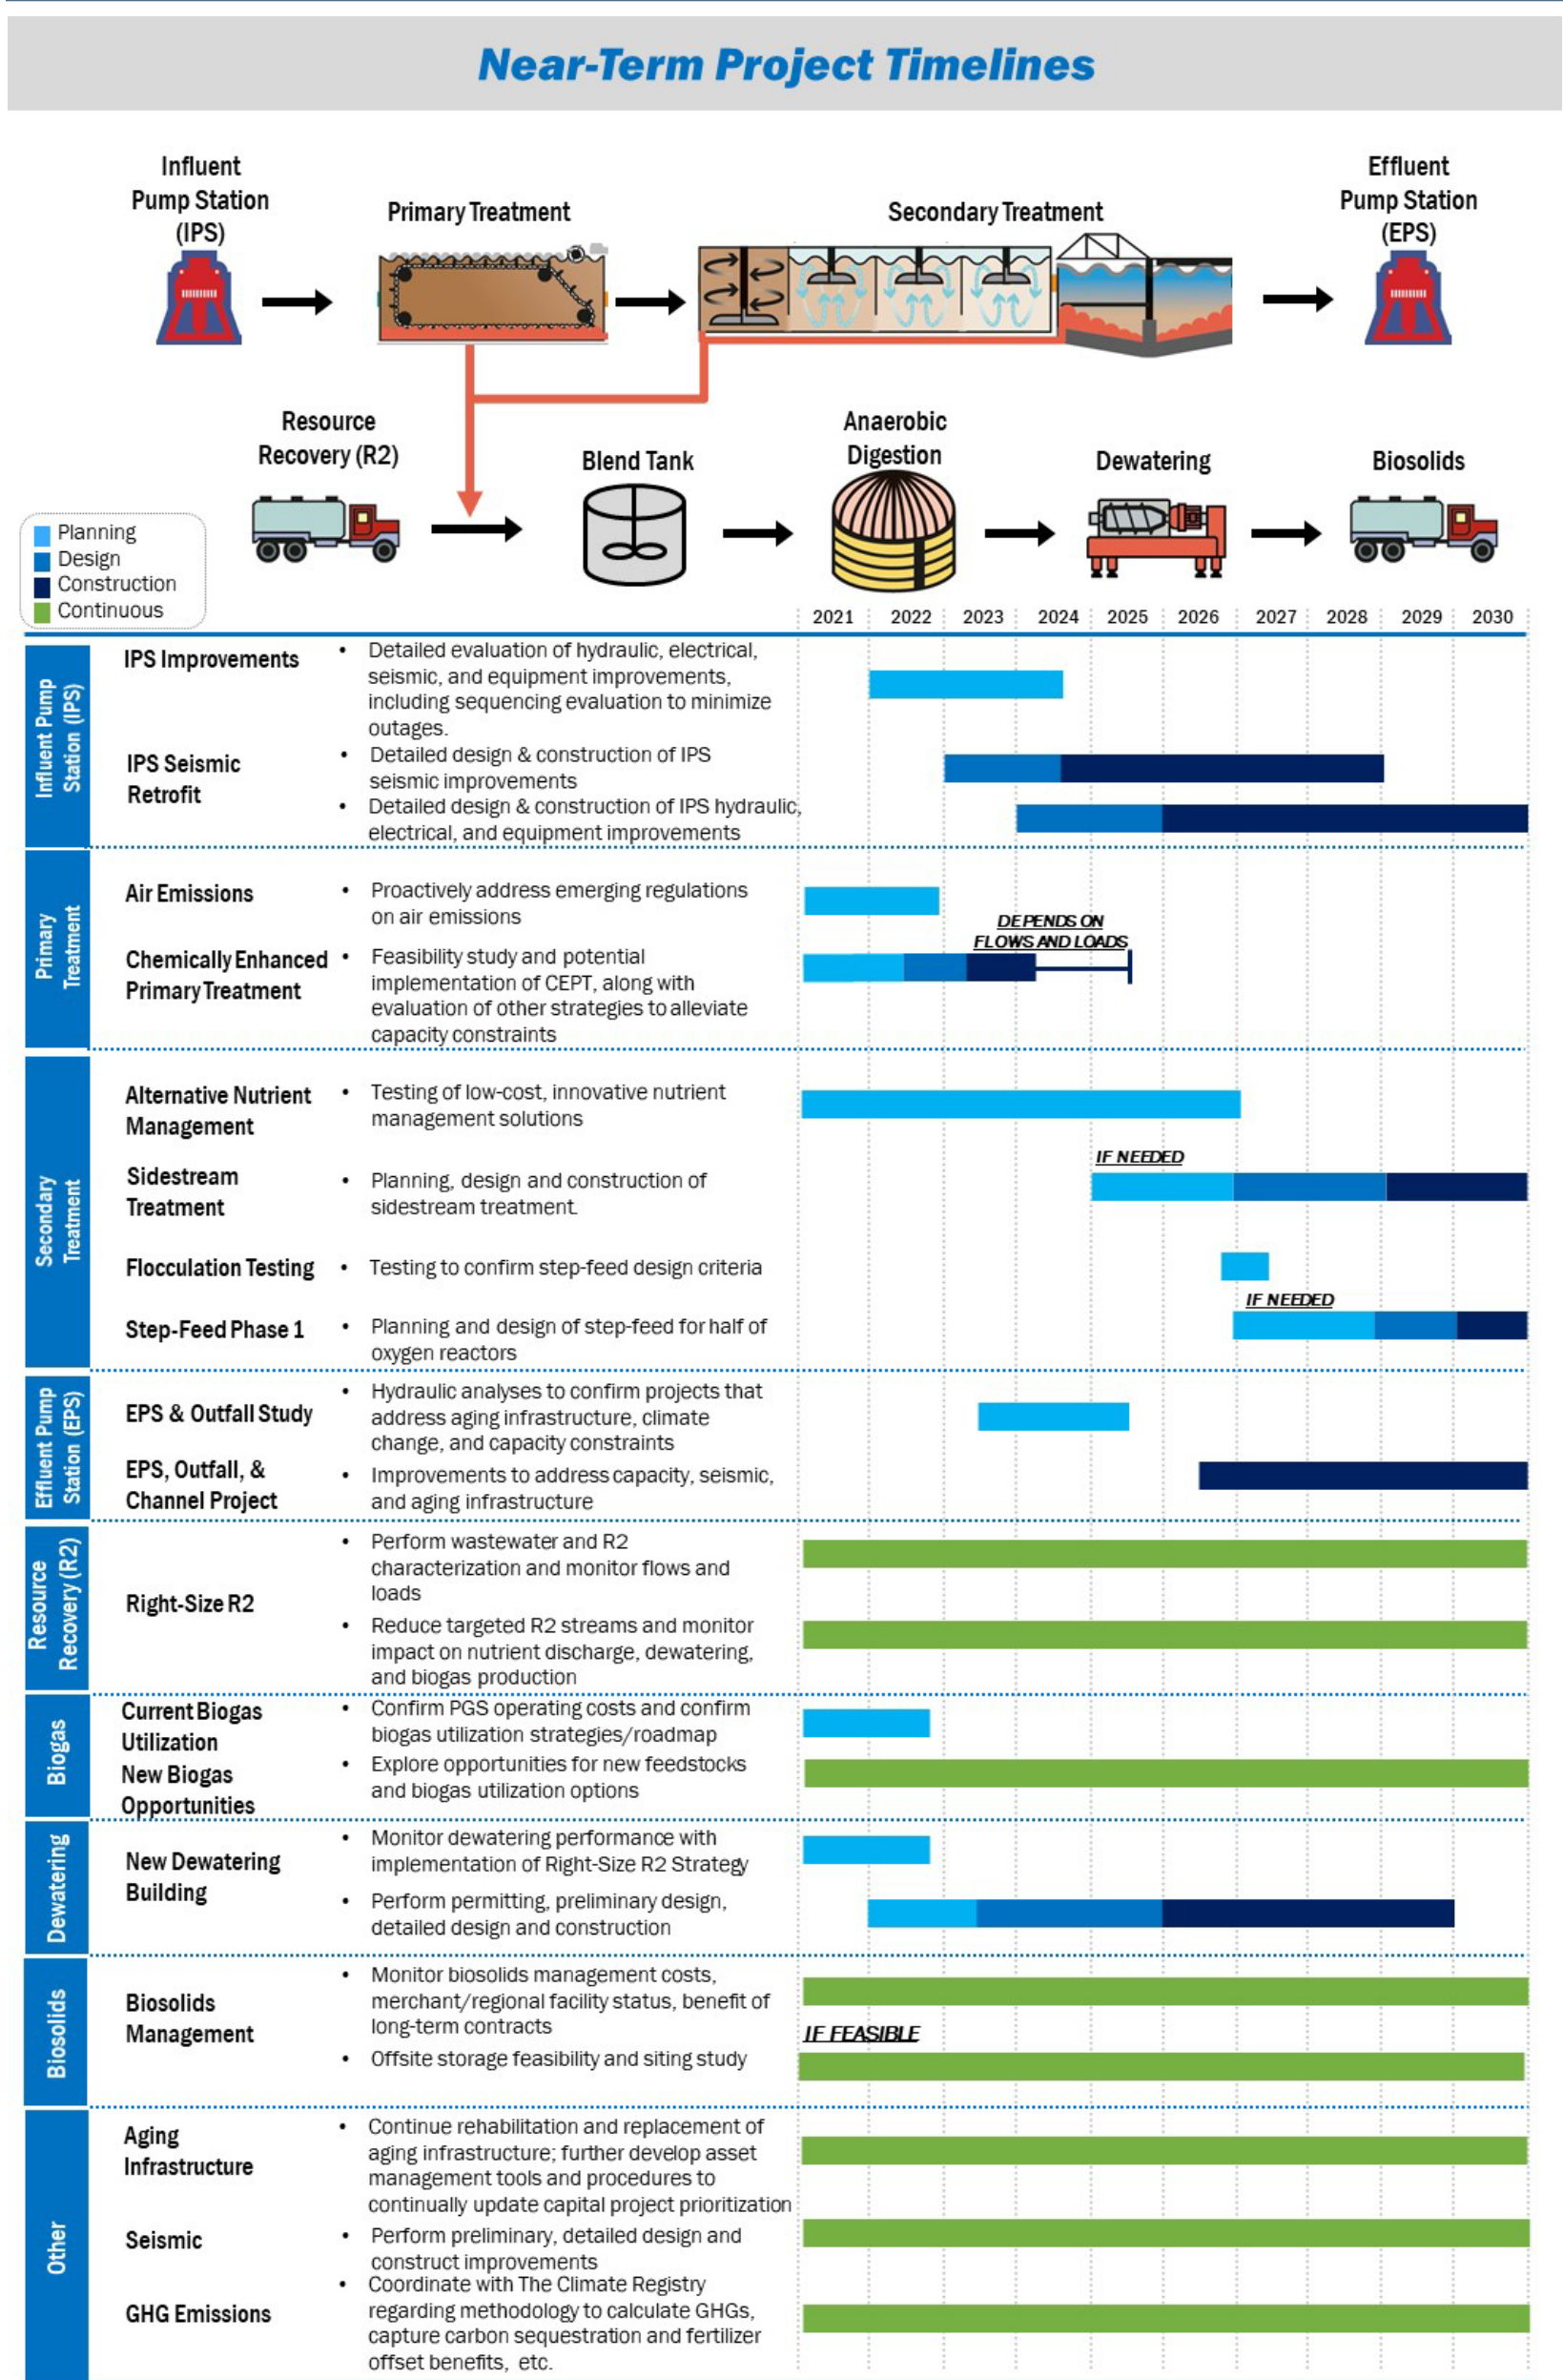 Near-Term Project Timelines
Influent
Pump Station
(IPS)
Primary Treatment
Secondary Treatment
Effluent
Pump Station
(EPS)
Resource
Recovery (R2)
Blend Tank
Anaerobic
Digestion
Dewatering
Biosolids
Planning
Design
Construction
Continuous
2021 2022 2023 2024 2025 2026 2027 2028 2029 2030
Influent Pump
Station (IPS)
IPS Improvements
• Detailed evaluation of hydraulic, electrical,
seismic, and equipment improvements,
including sequencing evaluation to minimize
outages.
IPS Seismic
Retrofit
• Detailed design & construction of IPS
seismic improvements
• Detailed design & construction of IPS hydraulic,
electrical, and equipment improvements
Primary
Treatment
Air Emissions
• Proactively address emerging regulations
on air emissions
DEPENDS ON
FLOWS AND LOADS
Chemically Enhanced
Primary Treatment
• Feasibility study and potential
implementation of CEPT, along with
evaluation of other strategies to alleviate
capacity constraints
Secondary
Treatment
Alternative Nutrient
Management
• Testing of low-cost, innovative nutrient
management solutions
IF NEEDED
Sidestream
Treatment
• Planning, design and construction of
sidestream treatment.
Flocculation Testing
• Testing to confirm step-feed design criteria
IF NEEDED
Step-Feed Phase 1
• Planning and design of step-feed for half of
oxygen reactors
Effluent Pump
Station (EPS)
EPS & Outfall Study
• Hydraulic analyses to confirm projects that
address aging infrastructure, climate
change, and capacity constraints
EPS, Outfall, &
Channel Project
• Improvements to address capacity, seismic,
and aging infrastructure
Resource
Recovery (R2)
Right-Size R2
• Perform wastewater and R2
characterization and monitor flows and
loads
• Reduce targeted R2 streams and monitor
impact on nutrient discharge, dewatering,
and biogas production
Biogas
Current Biogas
Utilization
• Confirm PGS operating costs and confirm
biogas utilization strategies/roadmap
New Biogas
Opportunities
• Explore opportunities for new feedstocks
and biogas utilization options
Dewatering
New Dewatering
Building
• Monitor dewatering performance with
implementation of Right-Size R2 Strategy
• Perform permitting, preliminary design,
detailed design and construction
Biosolids
Biosolids
Management
• Monitor biosolids management costs,
merchant/regional facility status, benefit of
long-term contracts
IF FEASIBLE
• Offsite storage feasibility and siting study
Other
Aging
Infrastructure
• Continue rehabilitation and replacement of
aging infrastructure; further develop asset
management tools and procedures to
continually update capital project prioritization
Seismic
• Perform preliminary, detailed design and
construct improvements
GHG Emissions
• Coordinate with The Climate Registry
regarding methodology to calculate GHGs,
capture carbon sequestration and fertilizer
offset benefits, etc.